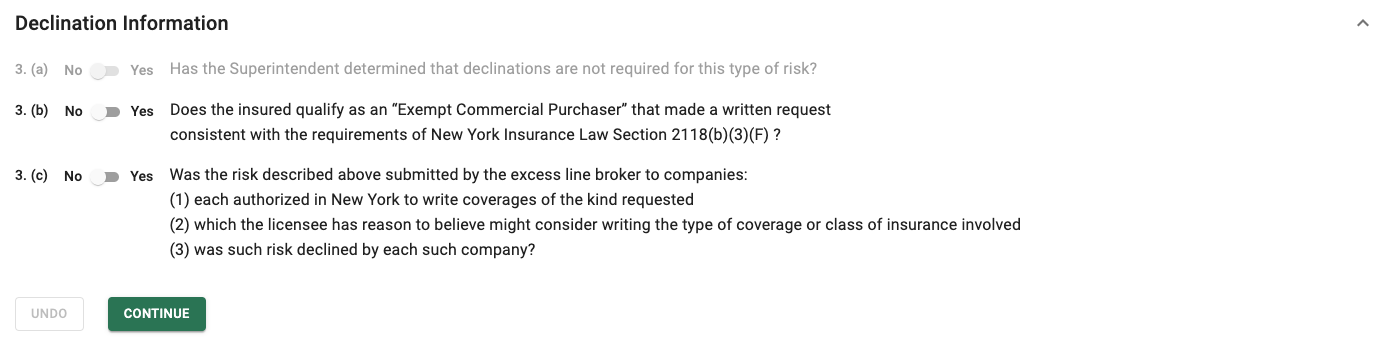 Declination Information
3. (a) No Yes Has the Superintendent determined that declinations are not required for this type of risk?
3. (b) No Yes Does the insured qualify as an “Exempt Commercial Purchaser” that made a written request
consistent with the requirements of New York Insurance Law Section 2118(b)(3)(F) ?
3. (c) No Yes Was the risk described above submitted by the excess line broker to companies:
(1) each authorized in New York to write coverages of the kind requested
(2) which the licensee has reason to believe might consider writing the type of coverage or class of insurance involved
(3) was such risk declined by each such company?
UNDO CONTINUE